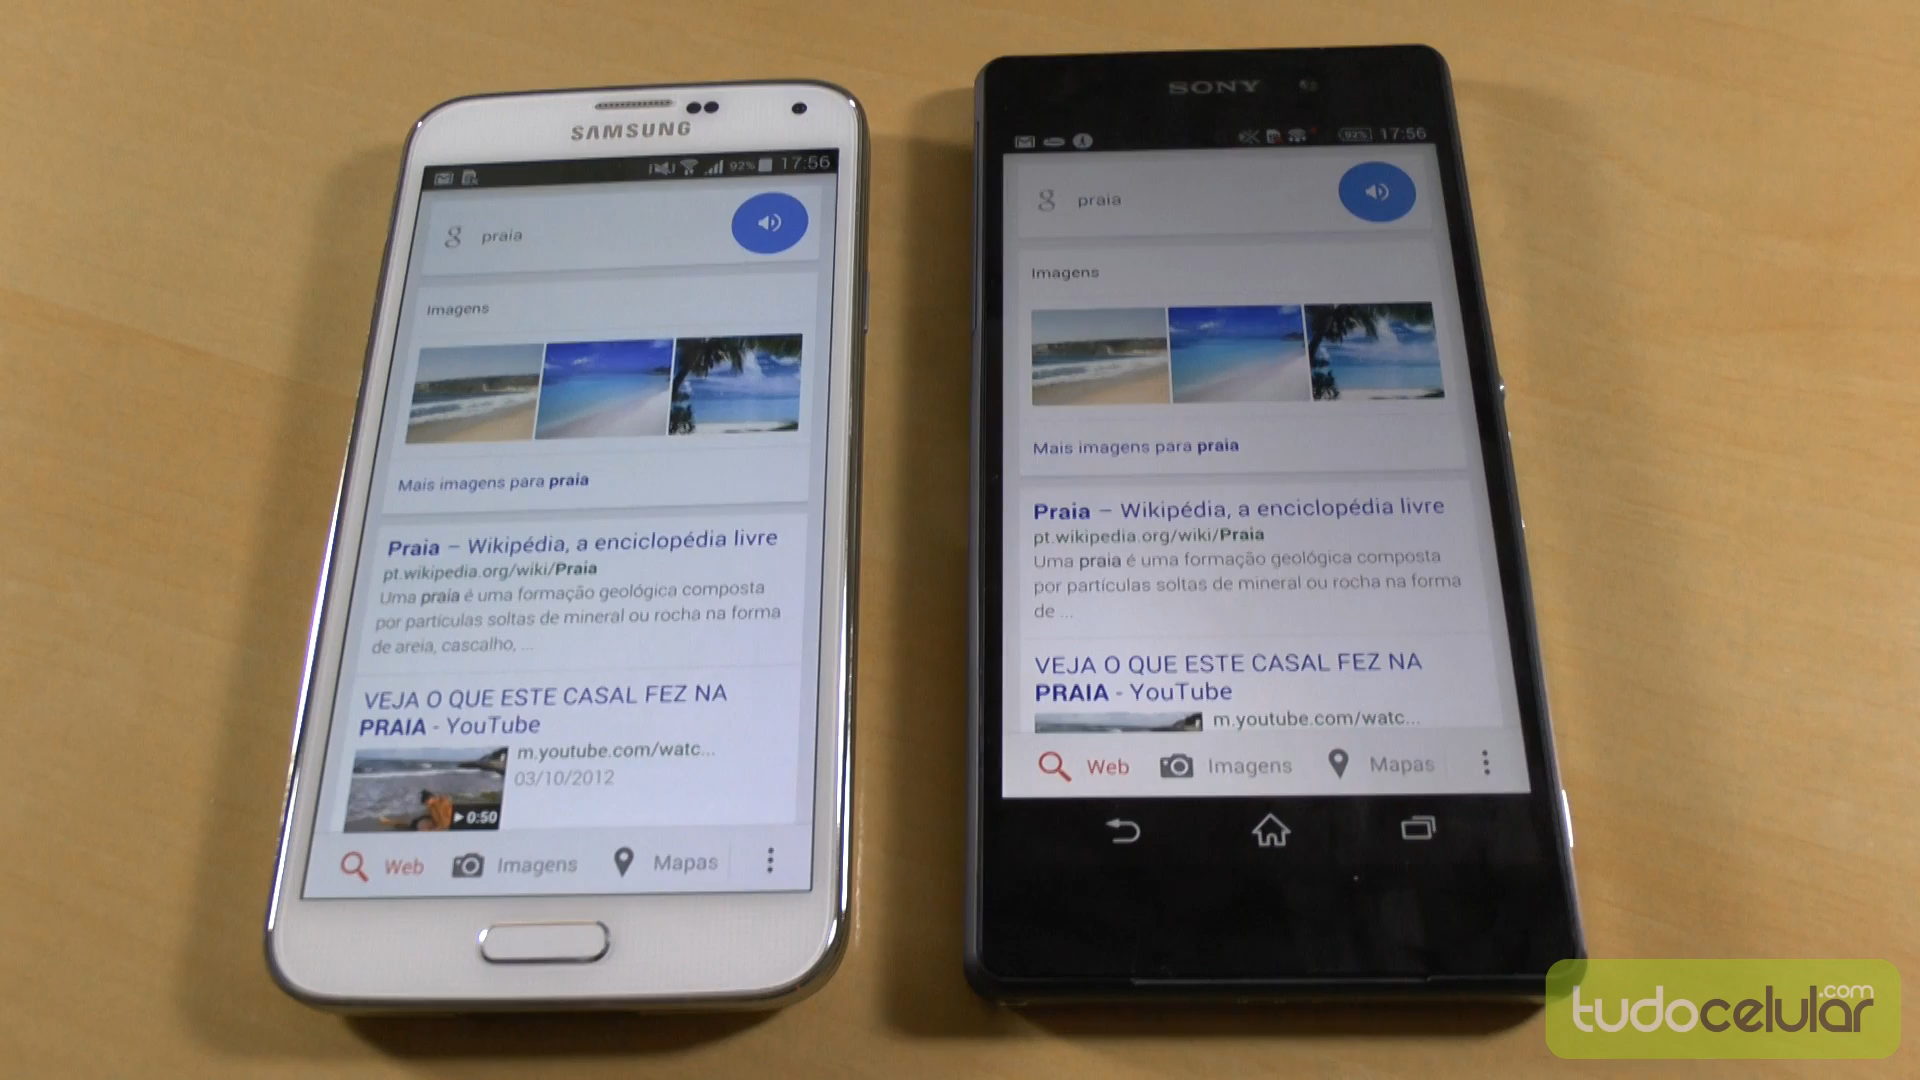 SAMSUNG
92% 17:56
g praia
Imagens
Mais imagens para praia
Praia – Wikipédia, a enciclopédia livre
pt.wikipedia.org/wiki/Praia
Uma praia é uma formação geológica composta
por partículas soltas de mineral ou rocha na forma
de areia, cascalho, ...
VEJA O QUE ESTE CASAL FEZ NA
PRAIA - YouTube
m.youtube.com/watc...
03/10/2012
0:50
Web Imagens Mapas
SONY
92% 17:56
g praia
Imagens
Mais imagens para praia
Praia – Wikipédia, a enciclopédia livre
pt.wikipedia.org/wiki/Praia
Uma praia é uma formação geológica composta
por partículas soltas de mineral ou rocha na forma
de ...
VEJA O QUE ESTE CASAL FEZ NA
PRAIA - YouTube
m.youtube.com/watc...
Web Imagens Mapas
tudocelular.com